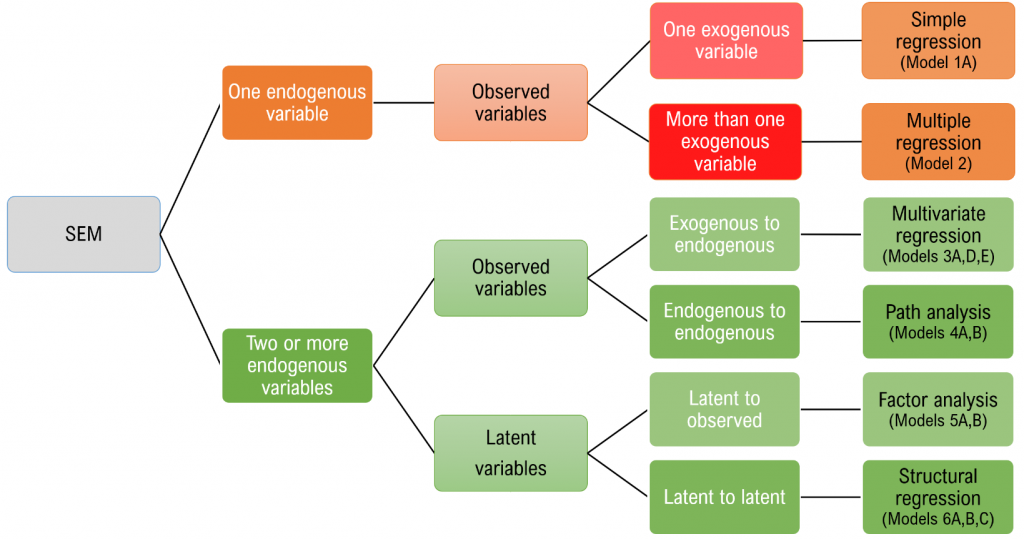 SEM
One endogenous
variable
Observed
variables
One exogenous
variable
Simple
regression
(Model 1A)
More than one
exogenous
variable
Multiple
regression
(Model 2)
Two or more
endogenous
variables
Observed
variables
Exogenous to
endogenous
Multivariate
regression
(Models 3A,D,E)
Endogenous to
endogenous
Path analysis
(Models 4A,B)
Latent
variables
Latent to
observed
Factor analysis
(Models 5A,B)
Latent to latent
Structural
regression
(Models 6A,B,C)